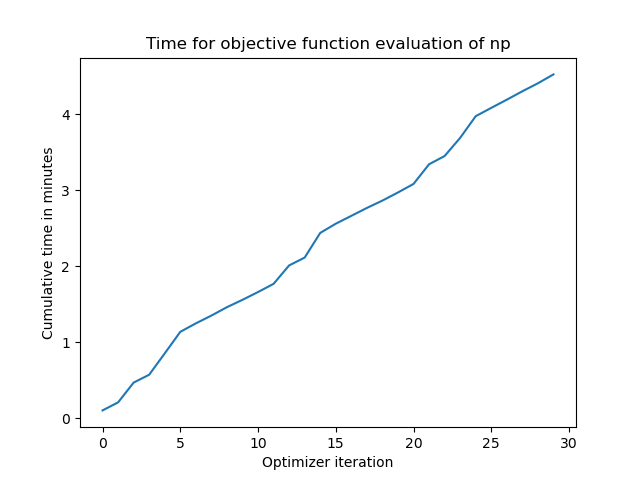 Time for objective function evaluation of np
Cumulative time in minutes
4
3
2
1
0
0 5 10 15 20 25 30
Optimizer iteration